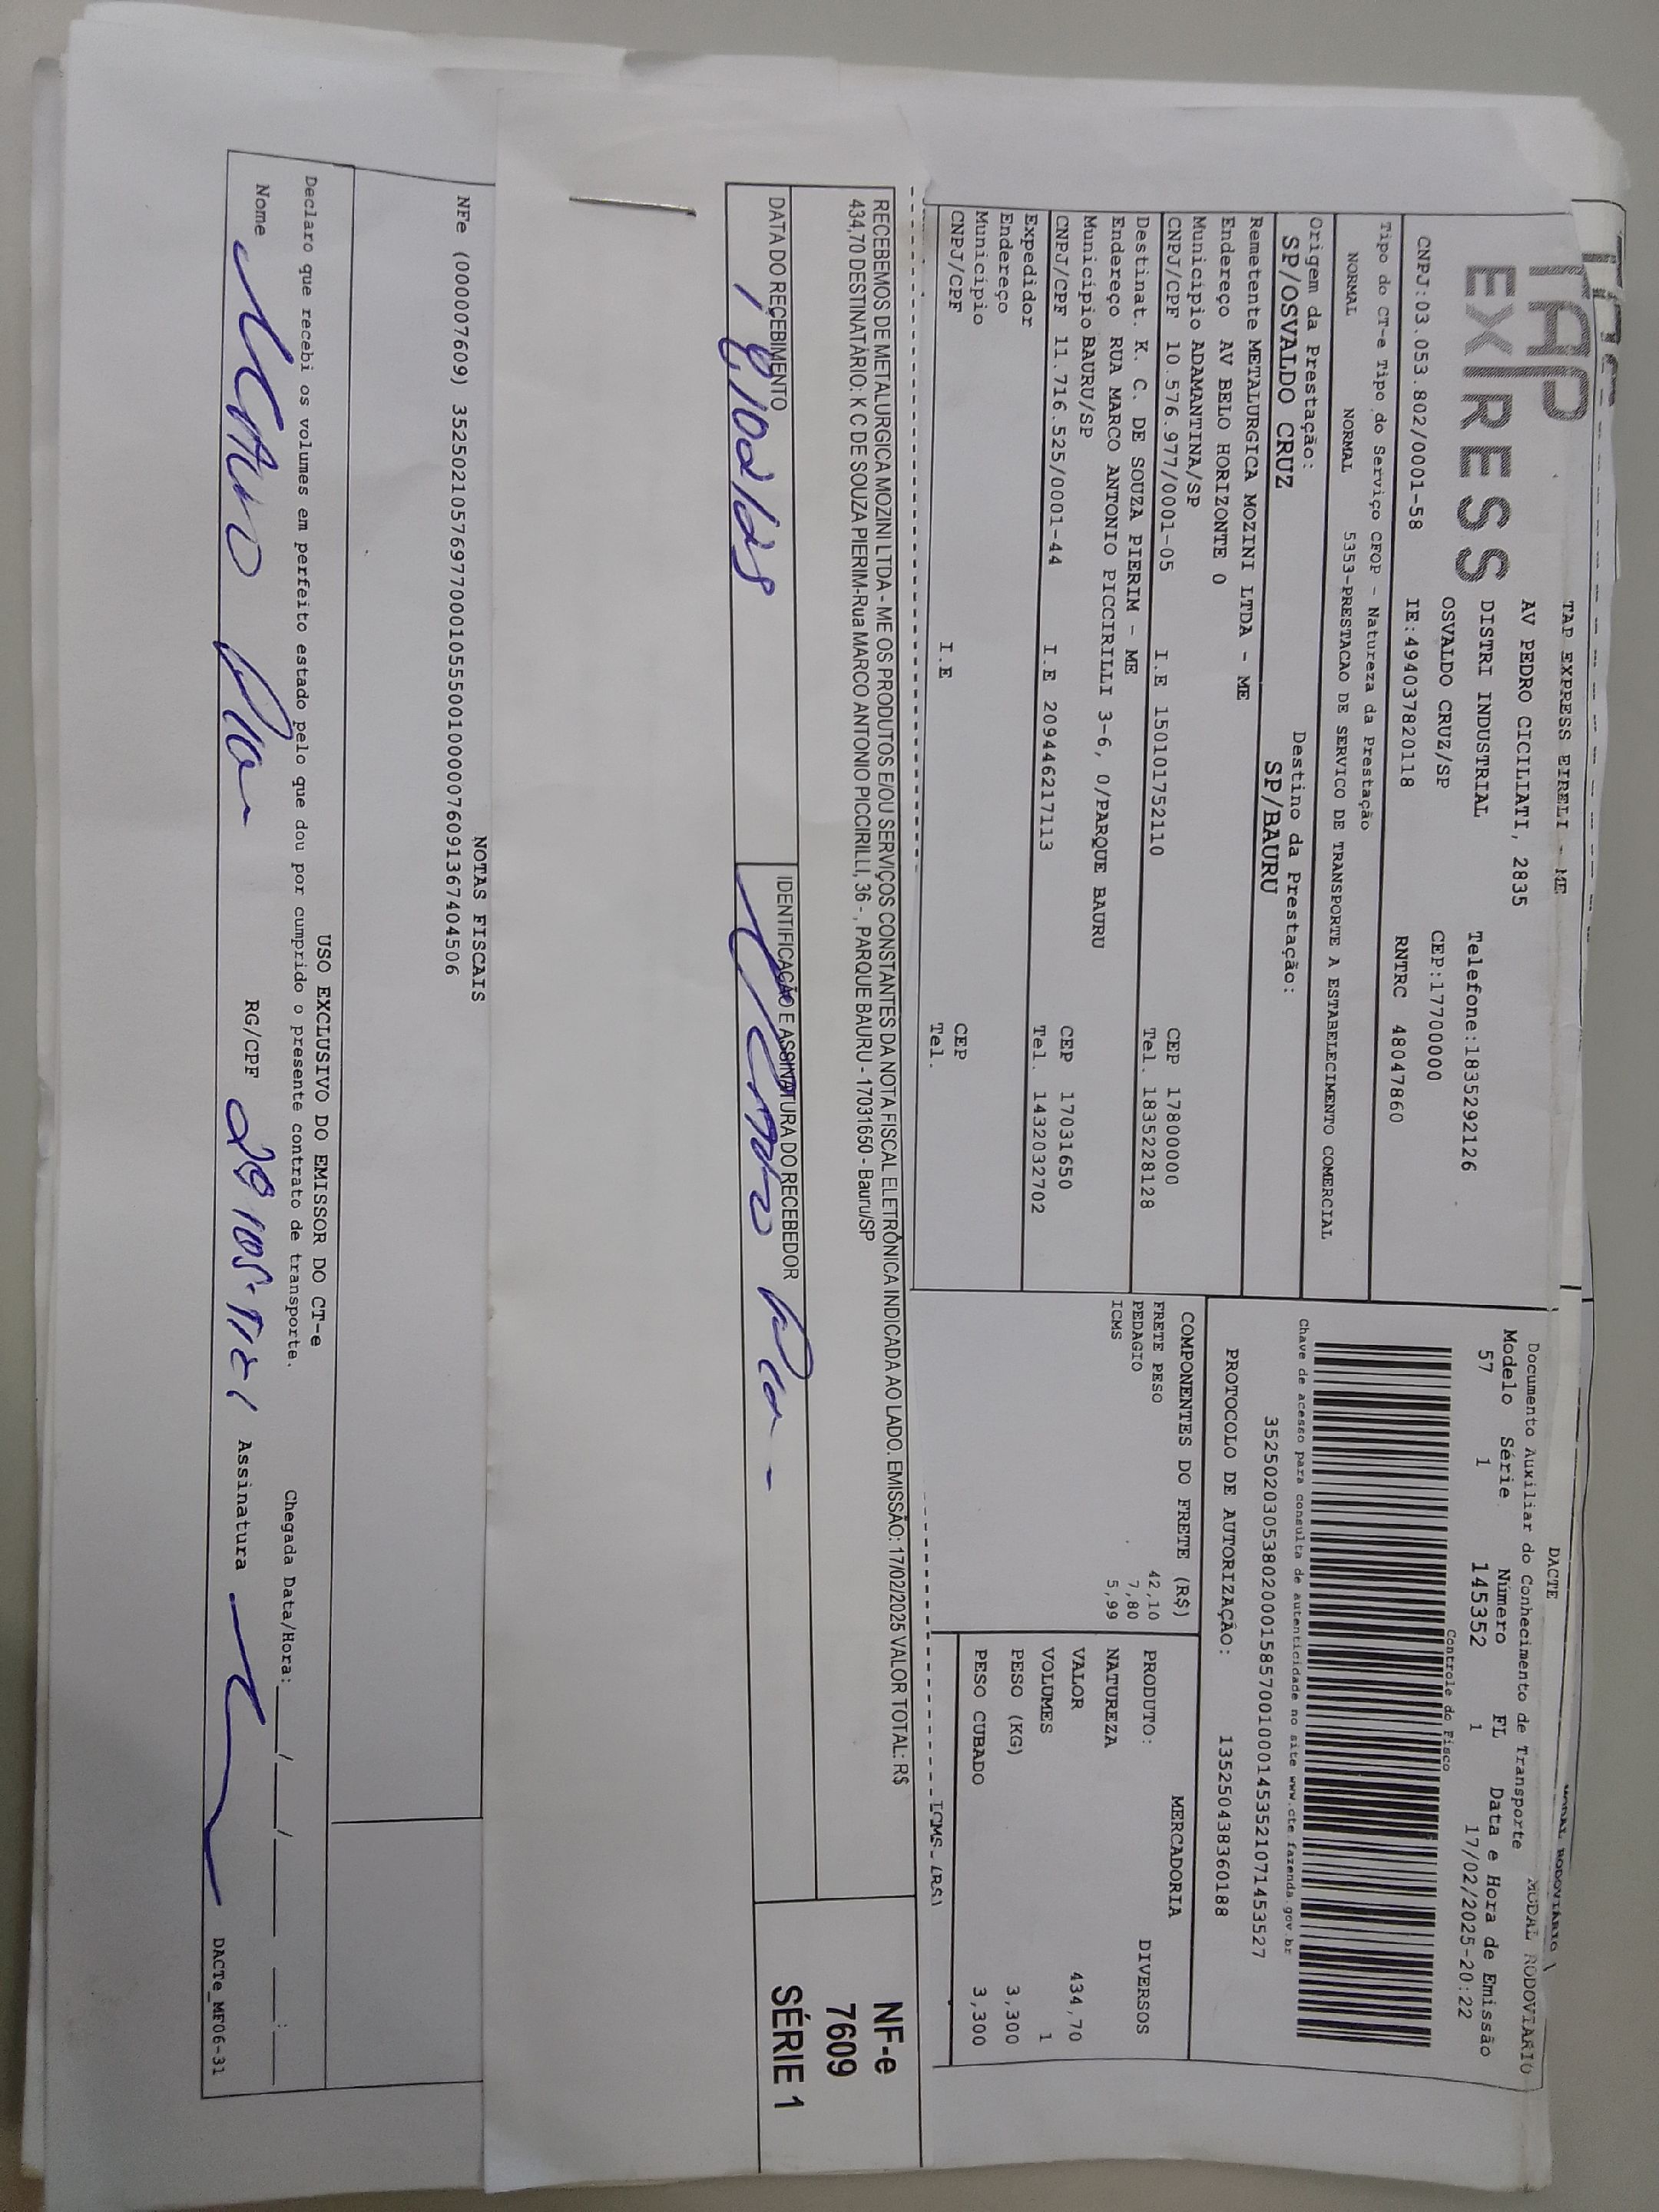 TAP EXPRESS
TAP EXPRESS EIRELI - ME
AV PEDRO CICILIATI, 2835
DISTRI INDUSTRIAL
Telefone:1835292126
OSVALDO CRUZ/SP
CEP:17700000
CNPJ:03.053.802/0001-58
IE:494037820118
RNTRC 48047860
Tipo do CT-e Tipo do Serviço CFOP - Natureza da Prestação
NORMAL NORMAL 5353-PRESTACAO DE SERVICO DE TRANSPORTE A ESTABELECIMENTO COMERCIAL
Origem da Prestação: Destino da Prestação:
SP/OSVALDO CRUZ SP/BAURU
Remetente METALURGICA MOZINI LTDA - ME
Endereço AV BELO HORIZONTE 0
Município ADAMANTINA/SP CEP 17800000
CNPJ/CPF 10.576.977/0001-05 I.E 150101752110 Tel. 1835228128
Destinat. K. C. DE SOUZA PIERIM - ME
Endereço RUA MARCO ANTONIO PICCIRILLI 3-6, 0/PARQUE BAURU
Município BAURU/SP CEP 17031650
CNPJ/CPF 11.716.525/0001-44 I.E 209446217113 Tel. 1432032702
Expedidor
Endereço
Município CEP
CNPJ/CPF I.E Tel.
DACTE
MODAL RODOVIARIO
Documento Auxiliar do Conhecimento de Transporte
Modelo Série Número FL Data e Hora de Emissão
57 1 145352 1 17/02/2025-20:22
Controle do Fisco
Chave de acesso para consulta de autenticidade no site www.cte.fazenda.gov.br
35250203053802000158570010001453521071453527
PROTOCOLO DE AUTORIZAÇÃO: 135250438360188
COMPONENTES DO FRETE (R$)
FRETE PESO 42,10
PEDAGIO 7,80
ICMS 5,99
MERCADORIA
PRODUTO: DIVERSOS
NATUREZA
VALOR 434,70
VOLUMES 1
PESO (KG) 3,300
PESO CUBADO 3,300
ICMS (R$)
RECEBEMOS DE METALURGICA MOZINI LTDA - ME OS PRODUTOS E/OU SERVIÇOS CONSTANTES DA NOTA FISCAL ELETRÔNICA INDICADA AO LADO. EMISSÃO: 17/02/2025 VALOR TOTAL: R$
434,70 DESTINATÁRIO: K C DE SOUZA PIERIM-Rua MARCO ANTONIO PICCIRILLI, 36 - , PARQUE BAURU - 17031650 - Bauru/SP
DATA DO RECEBIMENTO
IDENTIFICAÇÃO E ASSINATURA DO RECEBEDOR
NF-e
7609
SÉRIE 1
NOTAS FISCAIS
NFe (000007609) 35250210576977000105550010000076091367404506
USO EXCLUSIVO DO EMISSOR DO CT-e
Declaro que recebi os volumes em perfeito estado pelo que dou por cumprido o presente contrato de transporte.
Chegada Data/Hora: ___/___/____ __:__
Nome RG/CPF Assinatura
DACTe_MF06-31